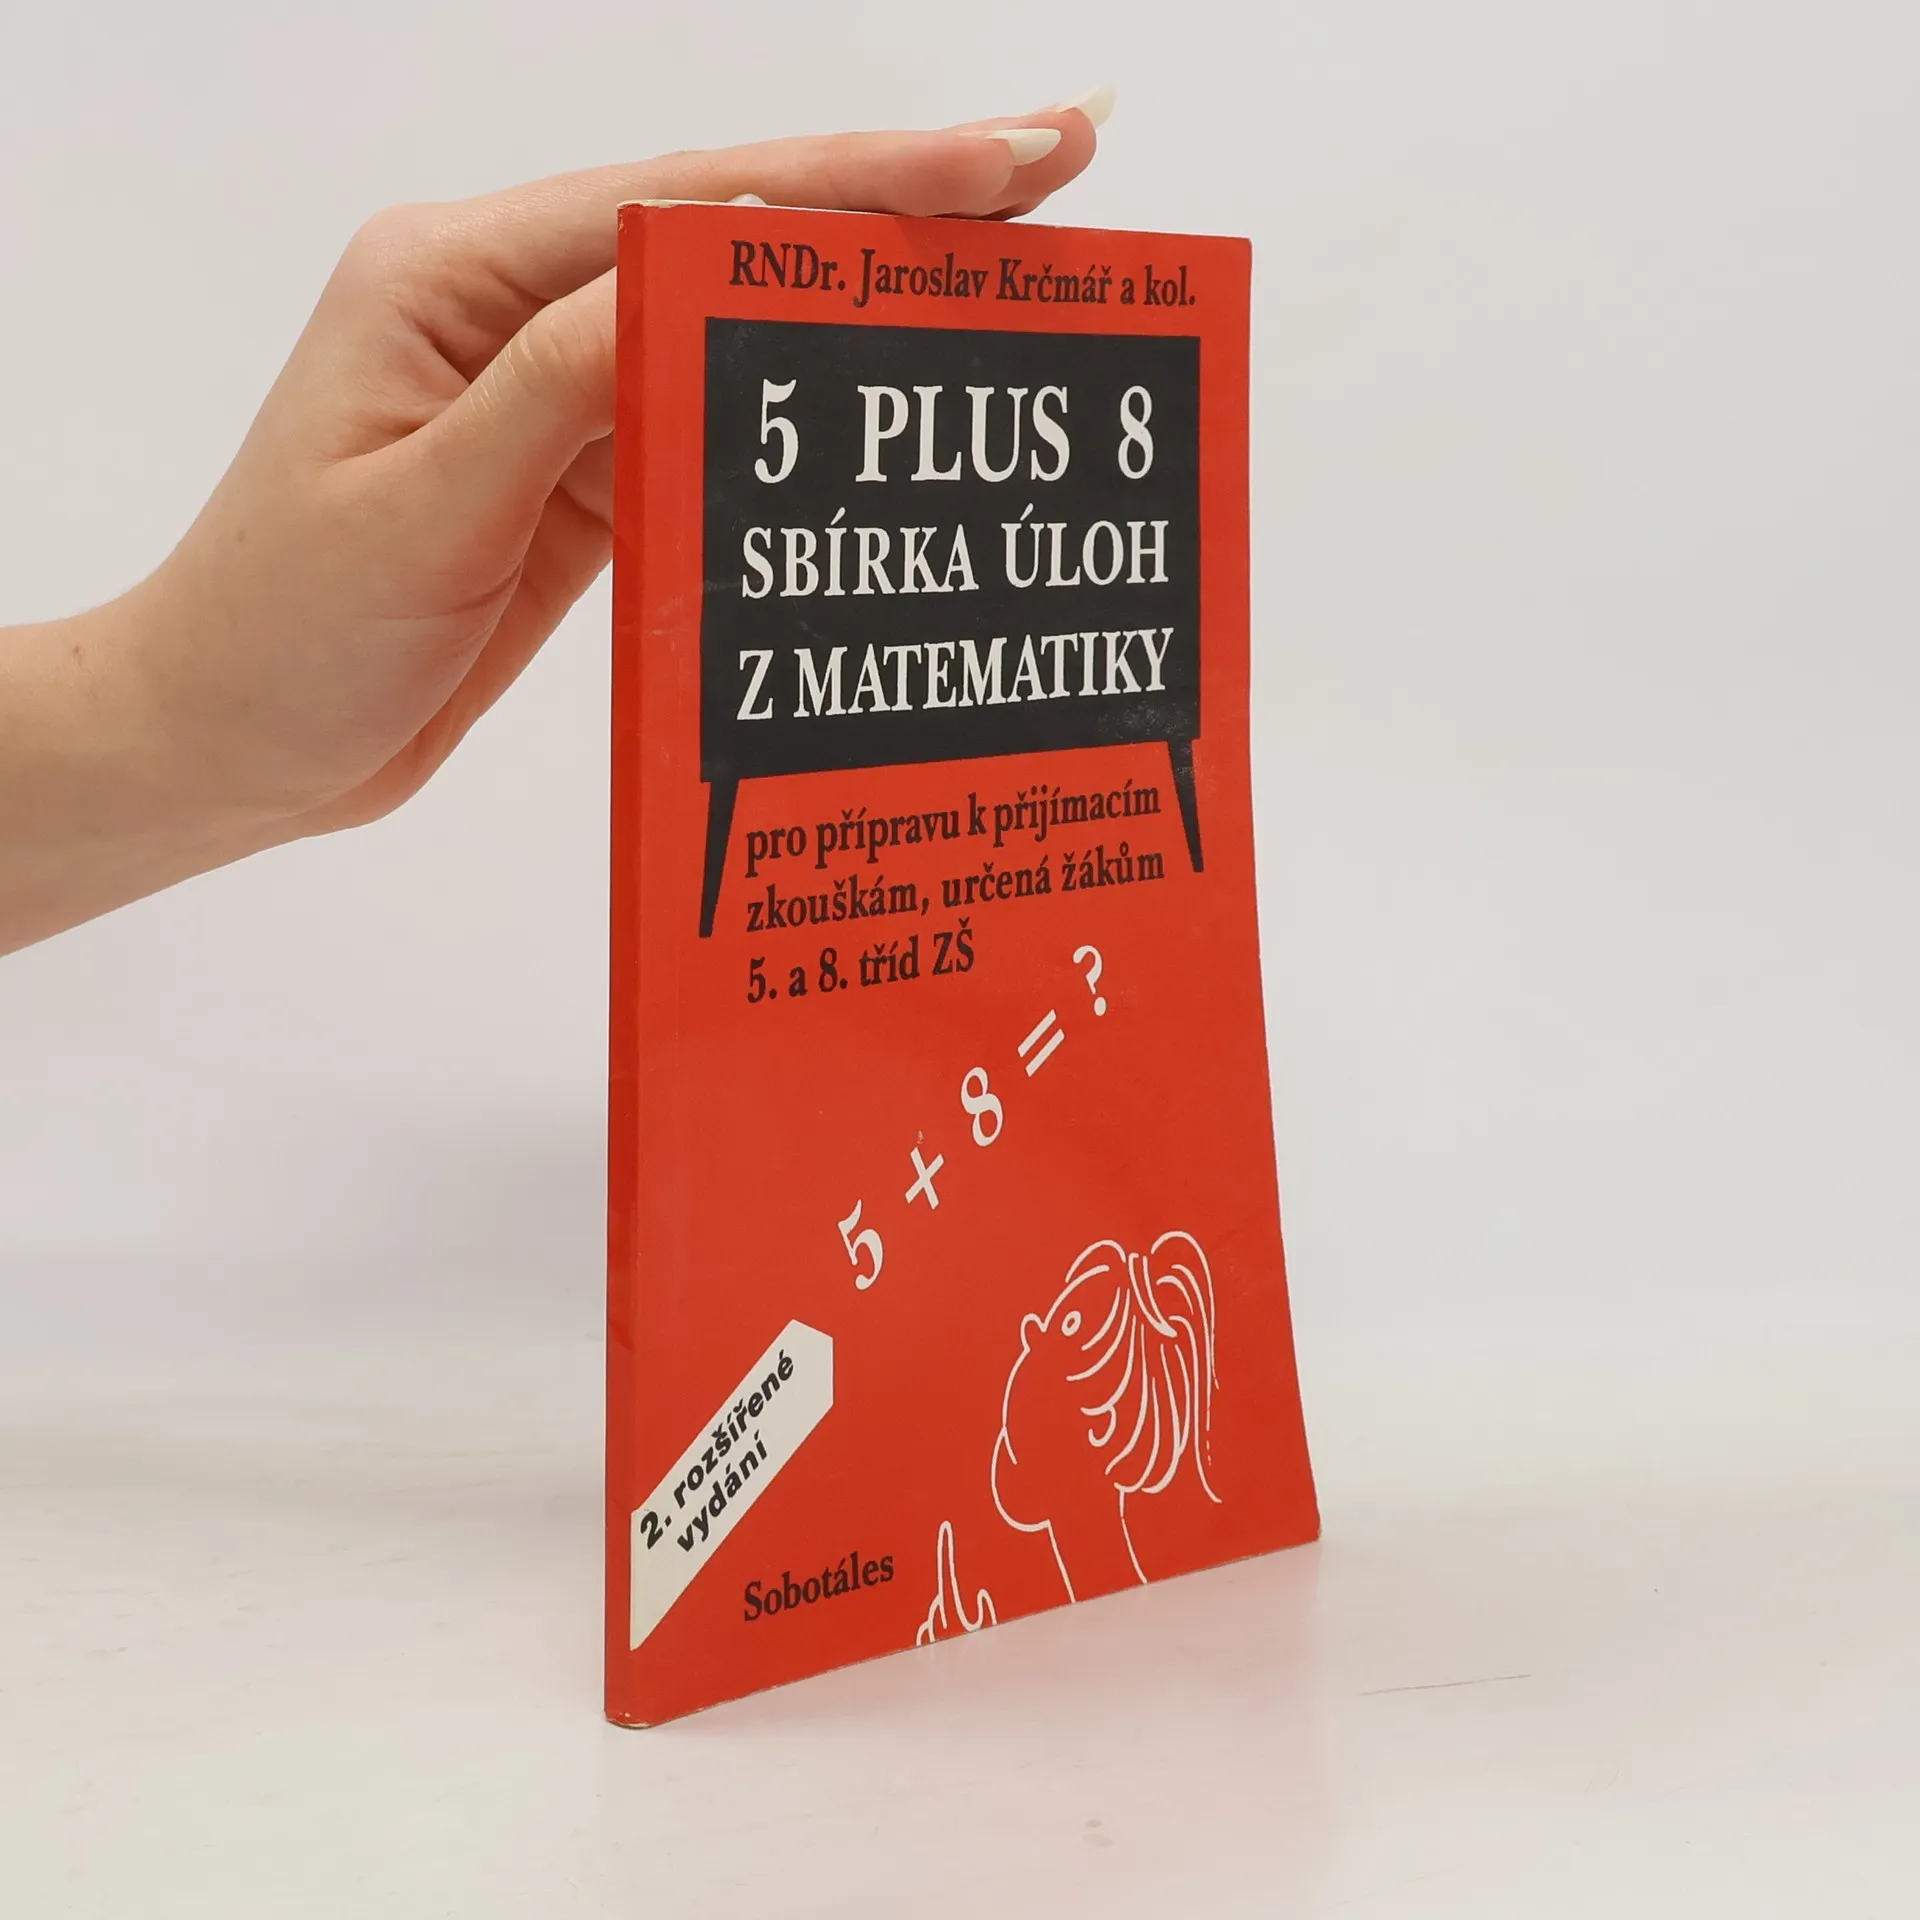 RNDr. Jaroslav Krčmář a kol.
5 PLUS 8
SBÍRKA ÚLOH
Z MATEMATIKY
pro přípravu k přijímacím
zkouškám, určená žákům
5. a 8. tříd ZŠ
5 + 8 = ?
2. rozšířené
vydání
Sobotáles